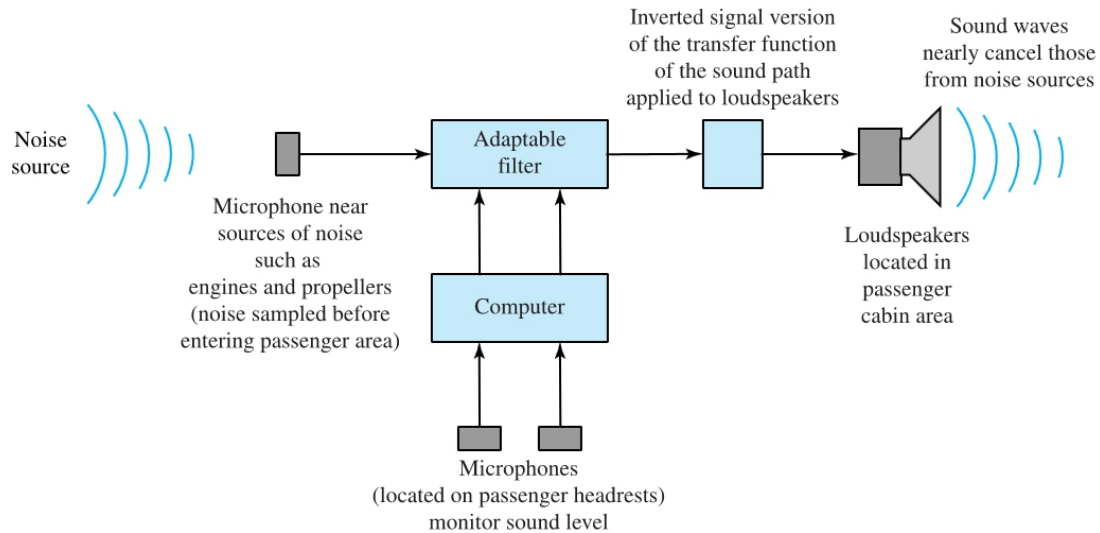 Noise
source
Microphone near
sources of noise
such as
engines and propellers
(noise sampled before
entering passenger area)
Adaptable
filter
Computer
Microphones
(located on passenger headrests)
monitor sound level
Inverted signal version
of the transfer function
of the sound path
applied to loudspeakers
Sound waves
nearly cancel those
from noise sources
Loudspeakers
located in
passenger
cabin area